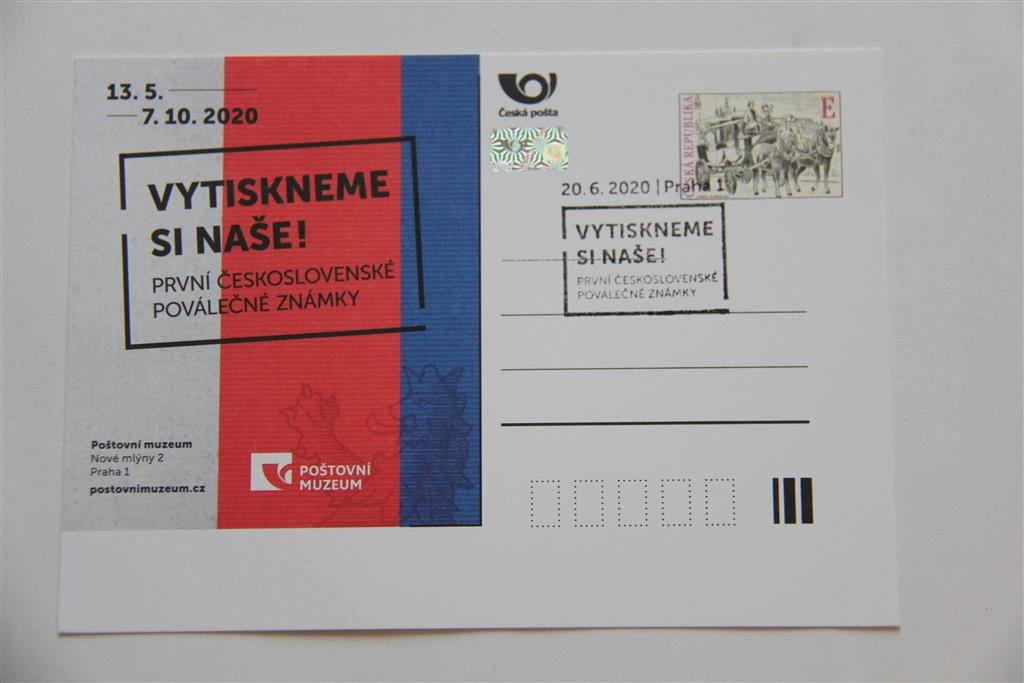 13. 5.
7. 10. 2020
VYTISKNEME
SI NAŠE!
PRVNÍ ČESKOSLOVENSKÉ
POVÁLEČNÉ ZNÁMKY
Poštovní muzeum
Nové mlýny 2
Praha 1
postovnimuzeum.cz
POŠTOVNÍ
MUZEUM
Česká pošta
ČESKÁ REPUBLIKA
E
20.6.2020 | Praha 1
VYTISKNEME
SI NAŠE!
PRVNÍ ČESKOSLOVENSKÉ
POVÁLEČNÉ ZNÁMKY